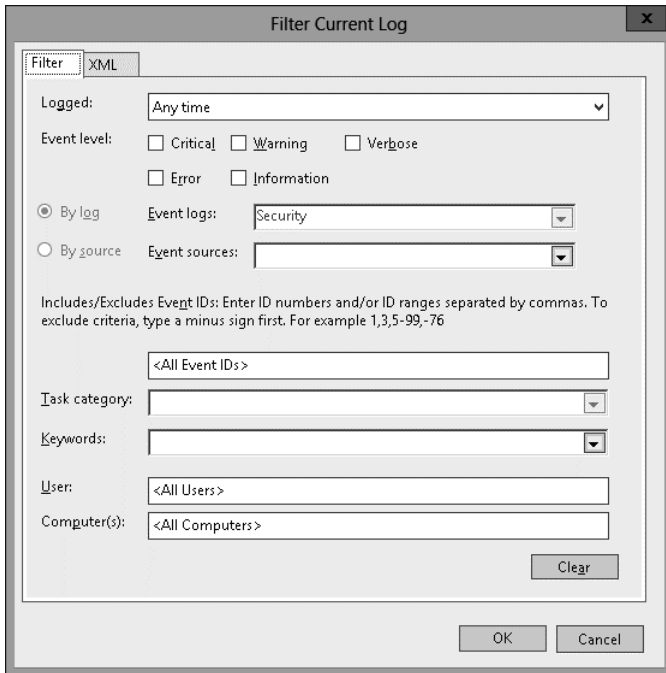 Filter Current Log
x
Filter XML
Logged: Any time
Event level: Critical Warning Verbose
Error Information
By log Event logs: Security
By source Event sources:
Includes/Excludes Event IDs: Enter ID numbers and/or ID ranges separated by commas. To
exclude criteria, type a minus sign first. For example 1,3,5-99,-76
<All Event IDs>
Task category:
Keywords:
User: <All Users>
Computer(s): <All Computers>
Clear
OK Cancel